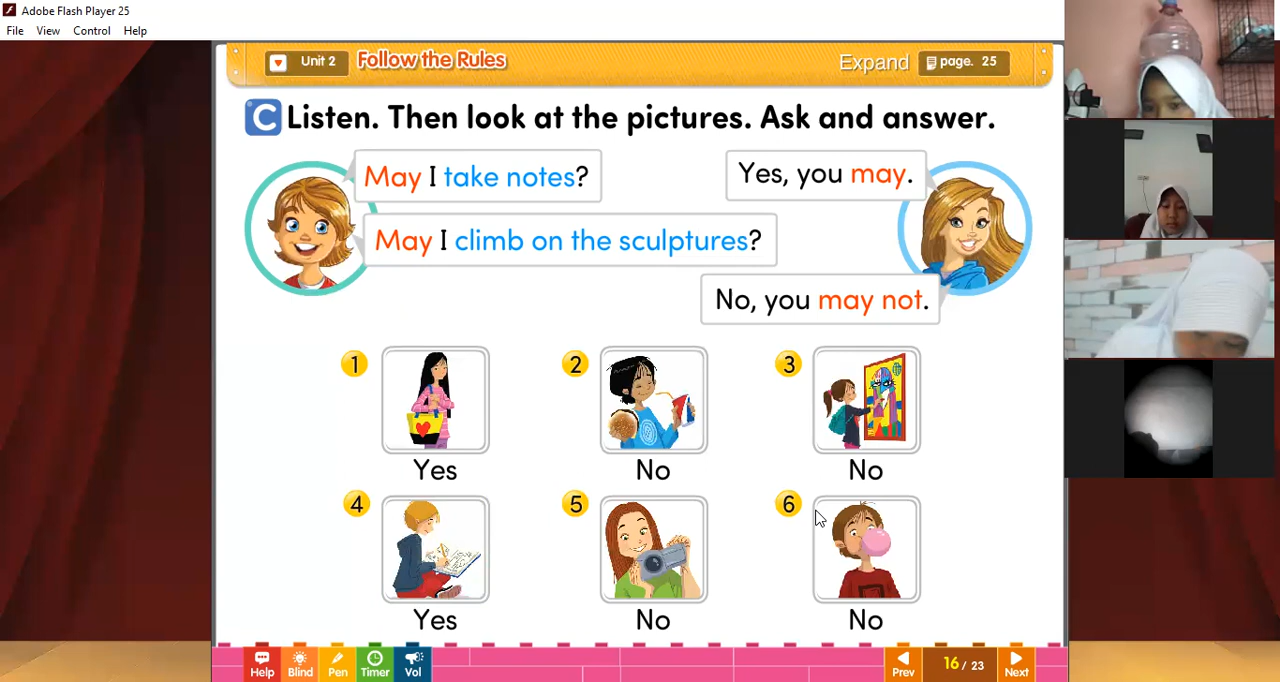 Adobe Flash Player 25
File View Control Help
Unit 2 Follow the Rules Expand page. 25
C Listen. Then look at the pictures. Ask and answer.
May I take notes? Yes, you may.
May I climb on the sculptures?
No, you may not.
1 2 3
Yes No No
4 5 6
Yes No No
Help Blind Pen Timer Vol Prev 16 / 23 Next